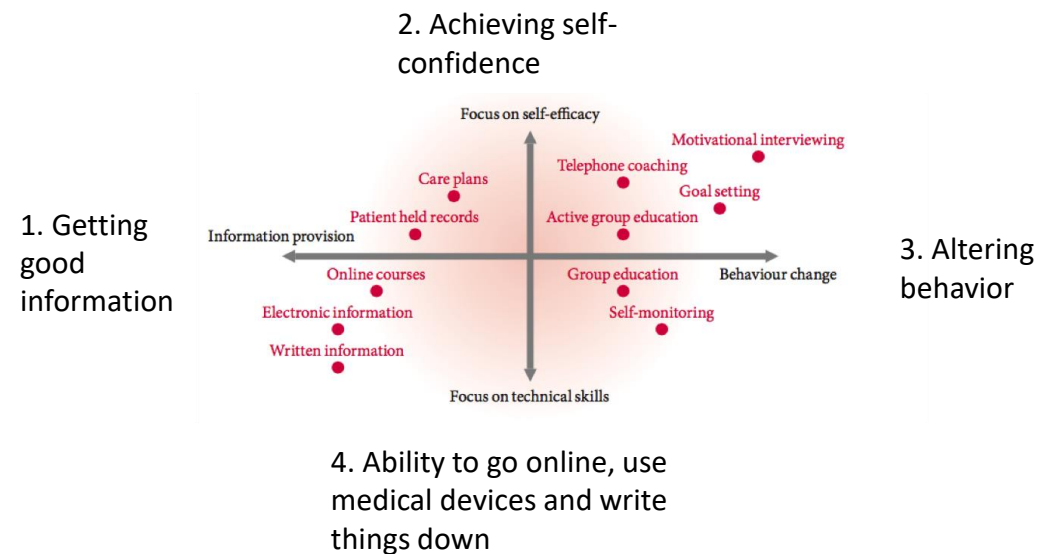 2. Achieving self-
confidence
Focus on self-efficacy
Motivational interviewing
Telephone coaching
Care plans
Goal setting
Patient held records
Active group education
1. Getting
good
information
Information provision
3. Altering
behavior
Online courses
Group education
Behaviour change
Electronic information
Self-monitoring
Written information
Focus on technical skills
4. Ability to go online, use
medical devices and write
things down